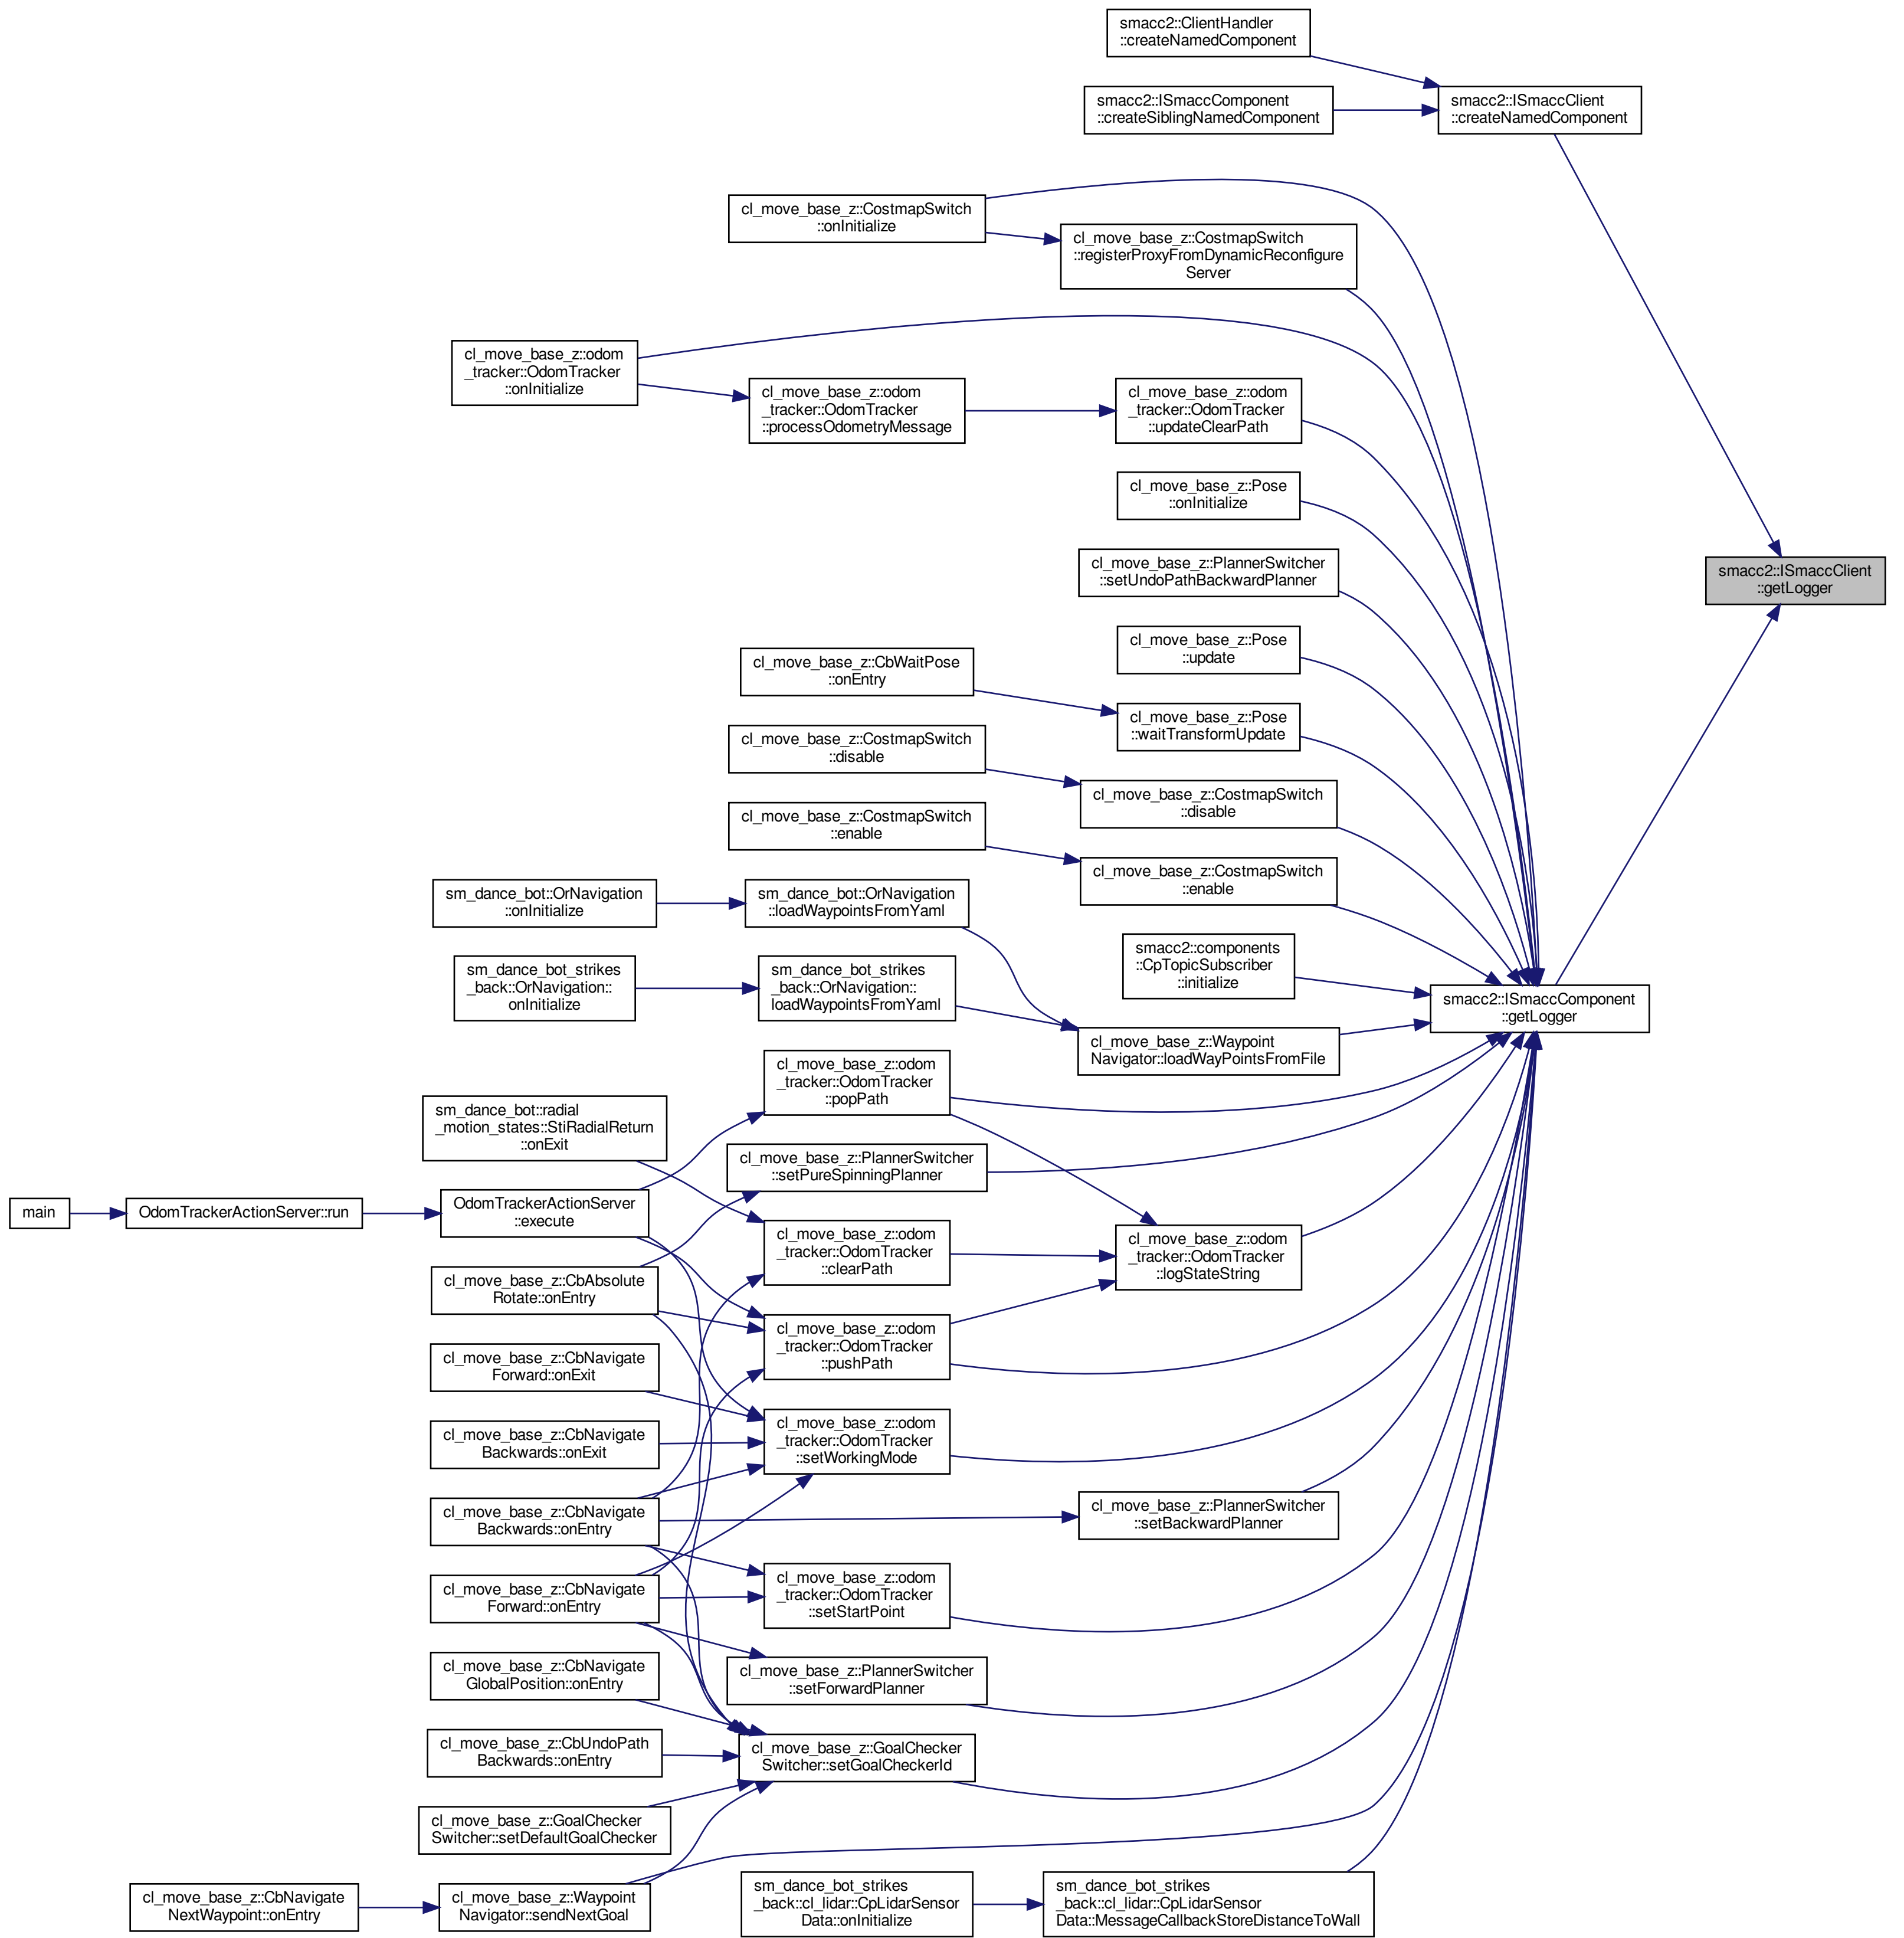 smacc2::ClientHandler
::createNamedComponent
smacc2::ISmaccComponent
::createSiblingNamedComponent
smacc2::ISmaccClient
::createNamedComponent
cl_move_base_z::CostmapSwitch
::onInitialize
cl_move_base_z::CostmapSwitch
::registerProxyFromDynamicReconfigure
Server
cl_move_base_z::odom
_tracker::OdomTracker
::onInitialize
cl_move_base_z::odom
_tracker::OdomTracker
::processOdometryMessage
cl_move_base_z::odom
_tracker::OdomTracker
::updateClearPath
cl_move_base_z::Pose
::onInitialize
cl_move_base_z::PlannerSwitcher
::setUndoPathBackwardPlanner
smacc2::ISmaccClient
::getLogger
cl_move_base_z::Pose
::update
cl_move_base_z::CbWaitPose
::onEntry
cl_move_base_z::Pose
::waitTransformUpdate
cl_move_base_z::CostmapSwitch
::disable
cl_move_base_z::CostmapSwitch
::disable
cl_move_base_z::CostmapSwitch
::enable
cl_move_base_z::CostmapSwitch
::enable
sm_dance_bot::OrNavigation
::onInitialize
sm_dance_bot::OrNavigation
::loadWaypointsFromYaml
smacc2::components
::CpTopicSubscriber
::initialize
sm_dance_bot_strikes
_back::OrNavigation::
onInitialize
sm_dance_bot_strikes
_back::OrNavigation::
loadWaypointsFromYaml
smacc2::ISmaccComponent
::getLogger
cl_move_base_z::Waypoint
Navigator::loadWayPointsFromFile
cl_move_base_z::odom
_tracker::OdomTracker
::popPath
sm_dance_bot::radial
_motion_states::StiRadialReturn
::onExit
cl_move_base_z::PlannerSwitcher
::setPureSpinningPlanner
main
OdomTrackerActionServer::run
OdomTrackerActionServer
::execute
cl_move_base_z::odom
_tracker::OdomTracker
::clearPath
cl_move_base_z::odom
_tracker::OdomTracker
::logStateString
cl_move_base_z::CbAbsolute
Rotate::onEntry
cl_move_base_z::odom
_tracker::OdomTracker
::pushPath
cl_move_base_z::CbNavigate
Forward::onExit
cl_move_base_z::odom
_tracker::OdomTracker
::setWorkingMode
cl_move_base_z::CbNavigate
Backwards::onExit
cl_move_base_z::CbNavigate
Backwards::onEntry
cl_move_base_z::PlannerSwitcher
::setBackwardPlanner
cl_move_base_z::CbNavigate
Forward::onEntry
cl_move_base_z::odom
_tracker::OdomTracker
::setStartPoint
cl_move_base_z::CbNavigate
GlobalPosition::onEntry
cl_move_base_z::PlannerSwitcher
::setForwardPlanner
cl_move_base_z::CbUndoPath
Backwards::onEntry
cl_move_base_z::GoalChecker
Switcher::setGoalCheckerId
cl_move_base_z::GoalChecker
Switcher::setDefaultGoalChecker
cl_move_base_z::CbNavigate
NextWaypoint::onEntry
cl_move_base_z::Waypoint
Navigator::sendNextGoal
sm_dance_bot_strikes
_back::cl_lidar::CpLidarSensor
Data::onInitialize
sm_dance_bot_strikes
_back::cl_lidar::CpLidarSensor
Data::MessageCallbackStoreDistanceToWall